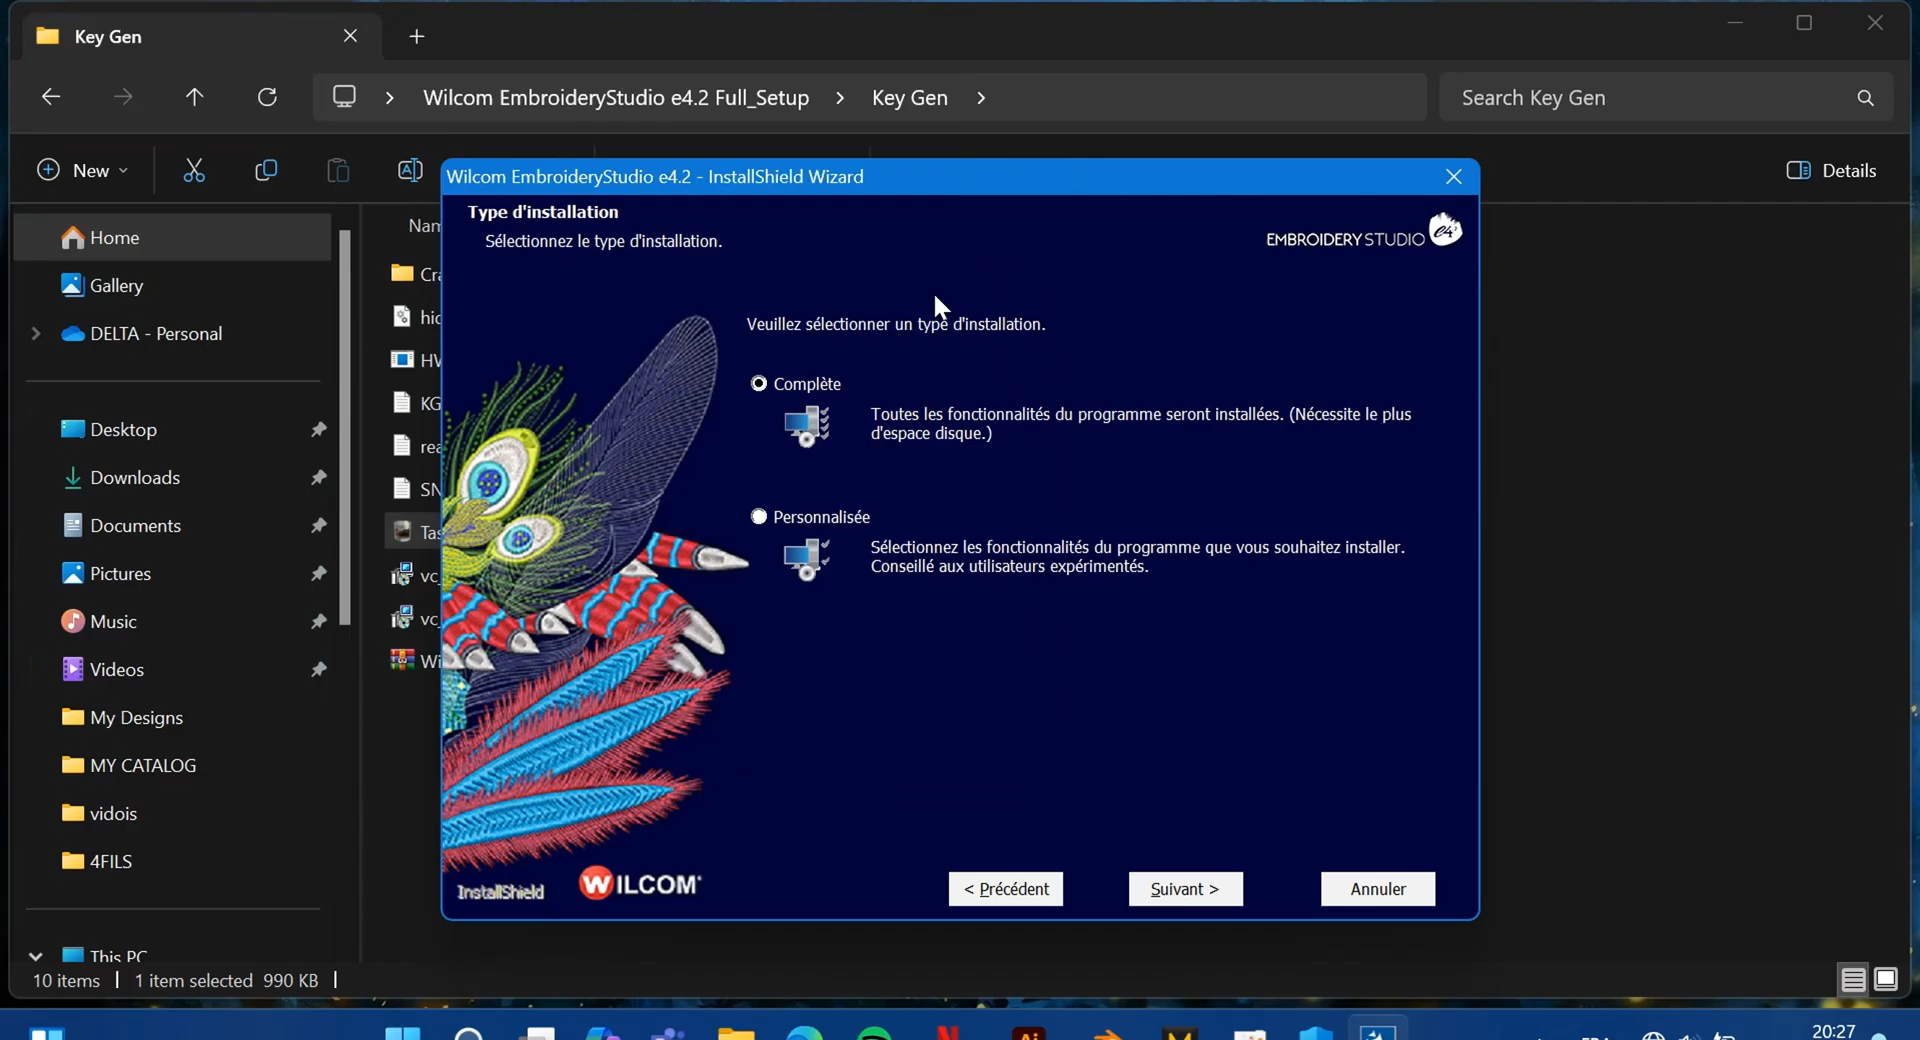 Key Gen
Wilcom EmbroideryStudio e4.2 Full_Setup
Key Gen
Search Key Gen
New
Details
Wilcom EmbroideryStudio e4.2 - InstallShield Wizard
Type d'installation
Sélectionnez le type d'installation.
EMBROIDERYSTUDIO e4
Veuillez sélectionner un type d'installation.
Complète
Toutes les fonctionnalités du programme seront installées. (Nécessite le plus
d'espace disque.)
Personnalisée
Sélectionnez les fonctionnalités du programme que vous souhaitez installer.
Conseillé aux utilisateurs expérimentés.
InstallShield
WILCOM
< Précédent
Suivant >
Annuler
Home
Gallery
DELTA - Personal
Desktop
Downloads
Documents
Pictures
Music
Videos
My Designs
MY CATALOG
vidois
4FILS
This PC
10 items
1 item selected 990 KB
20:27